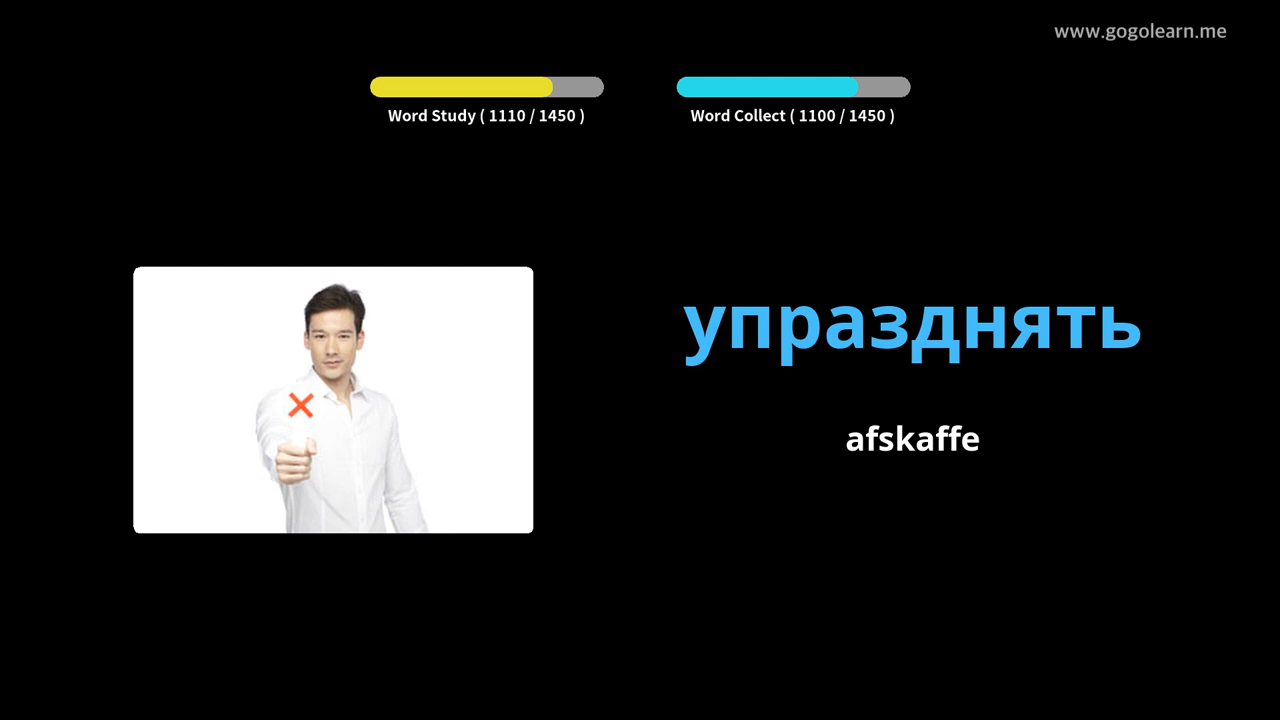 www.gogolearn.me
Word Study ( 1110 / 1450 )
Word Collect ( 1100 / 1450 )
упразднять
afskaffe